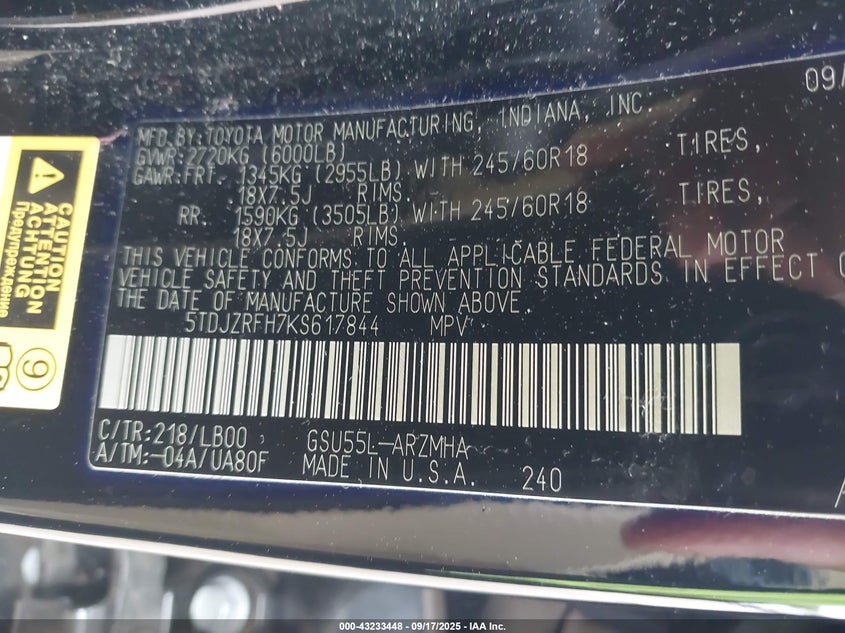 09/
MFD.BY:TOYOTA MOTOR MANUFACTURING, INDIANA, INC.
GVWR:2720KG (6000LB)
GAWR:FRT. 1345KG (2955LB) WITH 245/60R18 TIRES,
18X7.5J RIMS.
RR. 1590KG (3505LB) WITH 245/60R18 TIRES,
18X7.5J RIMS
THIS VEHICLE CONFORMS TO ALL APPLICABLE FEDERAL MOTOR
VEHICLE SAFETY AND THEFT PREVENTION STANDARDS IN EFFECT
THE DATE OF MANUFACTURE SHOWN ABOVE.
5TDJZRFH7KS617844 MPV
C/TR:218/LB00 GSU55L-ARZMHA
A/TM:-04A/UA80F MADE IN U.S.A. 240
CAUTION
ATTENTION
ACHTUNG
Предупреждение
9
000-43233448 - 09/17/2025 - IAA Inc.